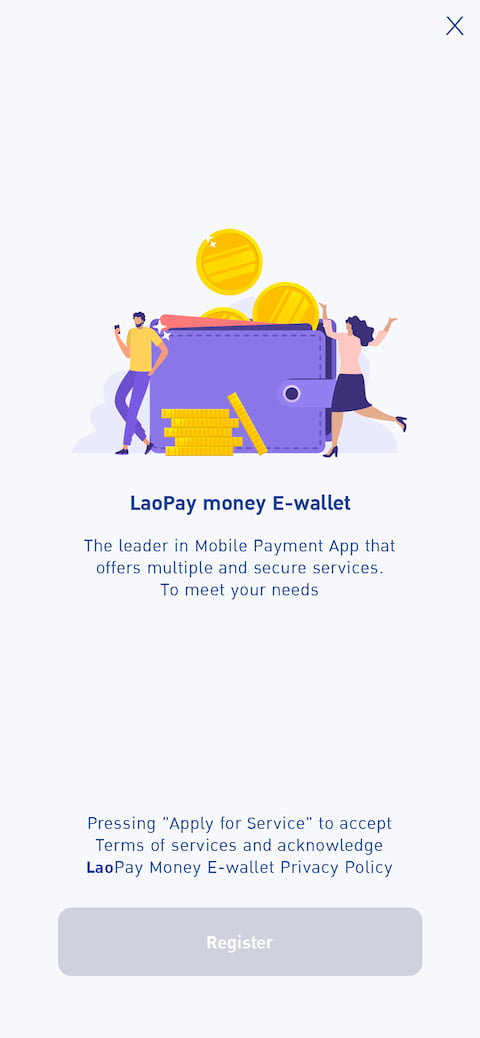 LaoPay money E-wallet
The leader in Mobile Payment App that
offers multiple and secure services.
To meet your needs
Pressing "Apply for Service" to accept
Terms of services and acknowledge
LaoPay Money E-wallet Privacy Policy
Register